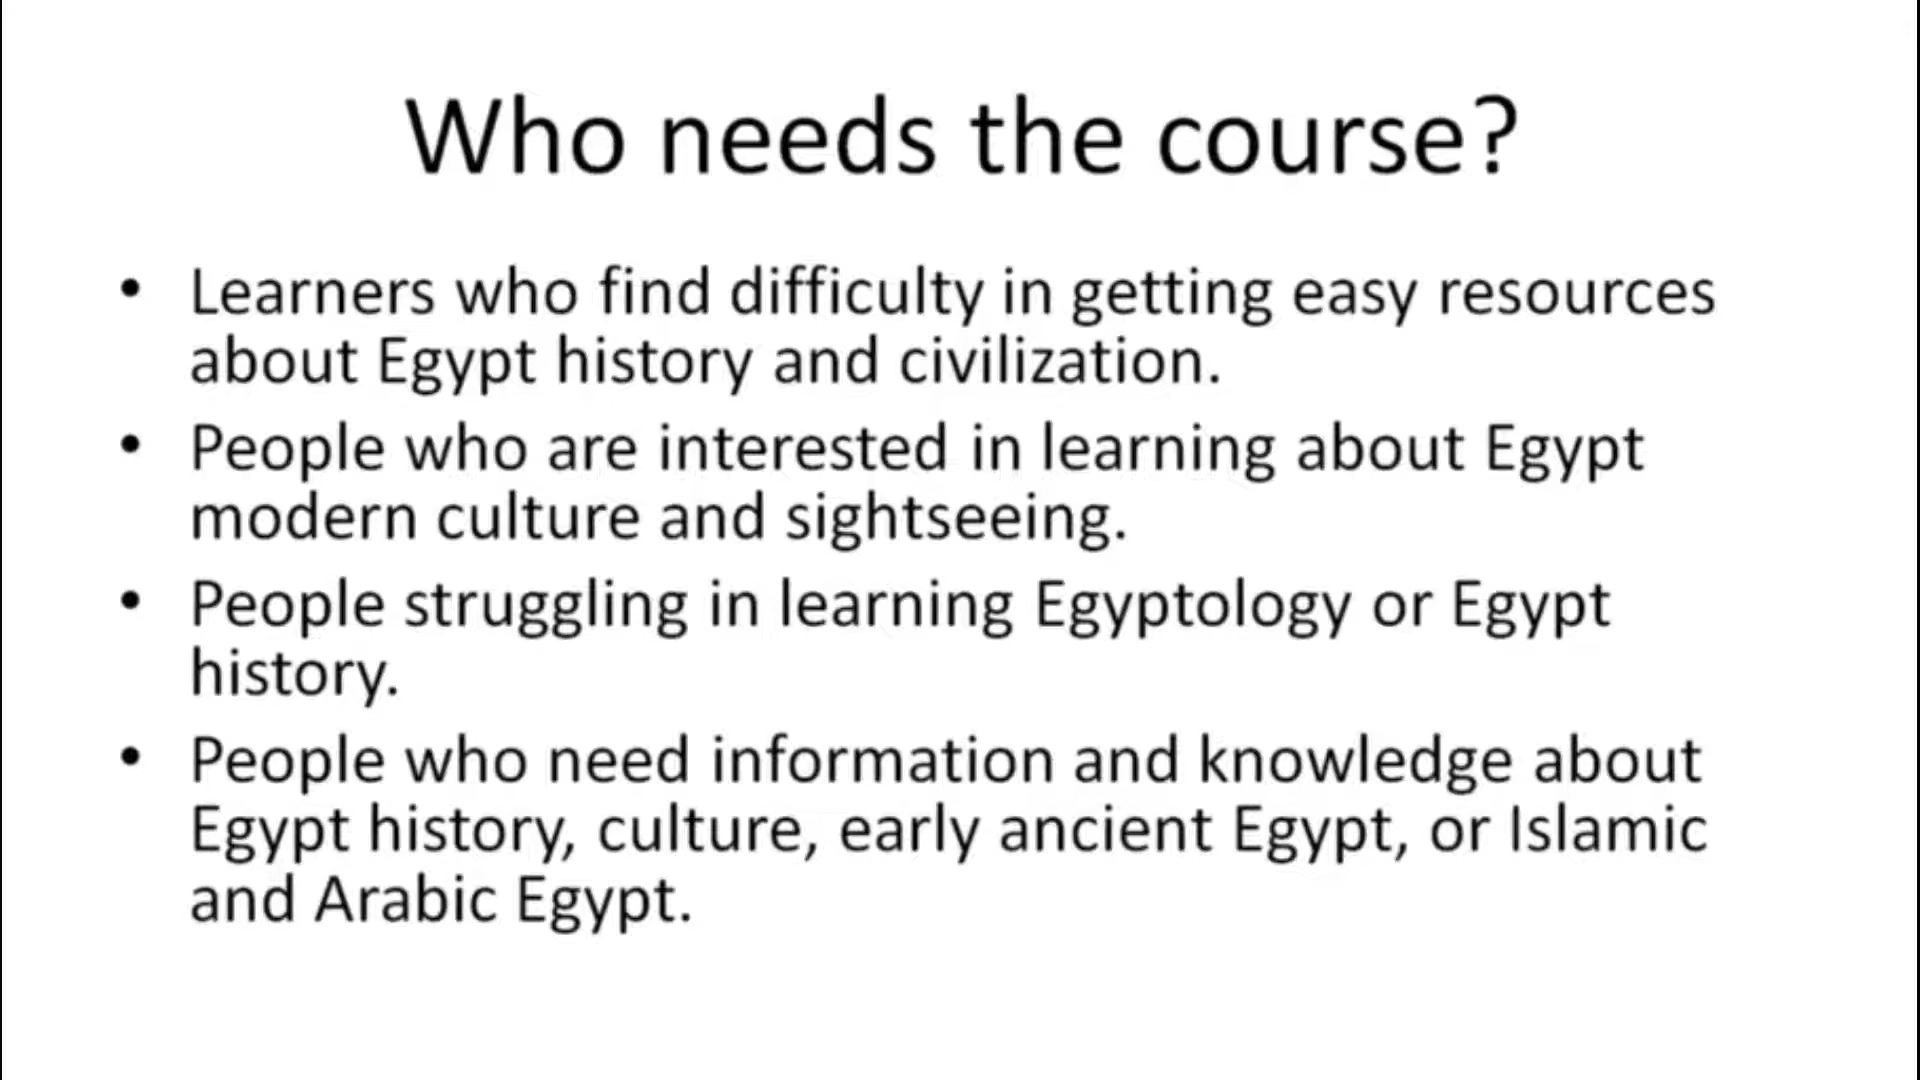 Who needs the course?
• Learners who find difficulty in getting easy resources
about Egypt history and civilization.
• People who are interested in learning about Egypt
modern culture and sightseeing.
• People struggling in learning Egyptology or Egypt
history.
• People who need information and knowledge about
Egypt history, culture, early ancient Egypt, or Islamic
and Arabic Egypt.